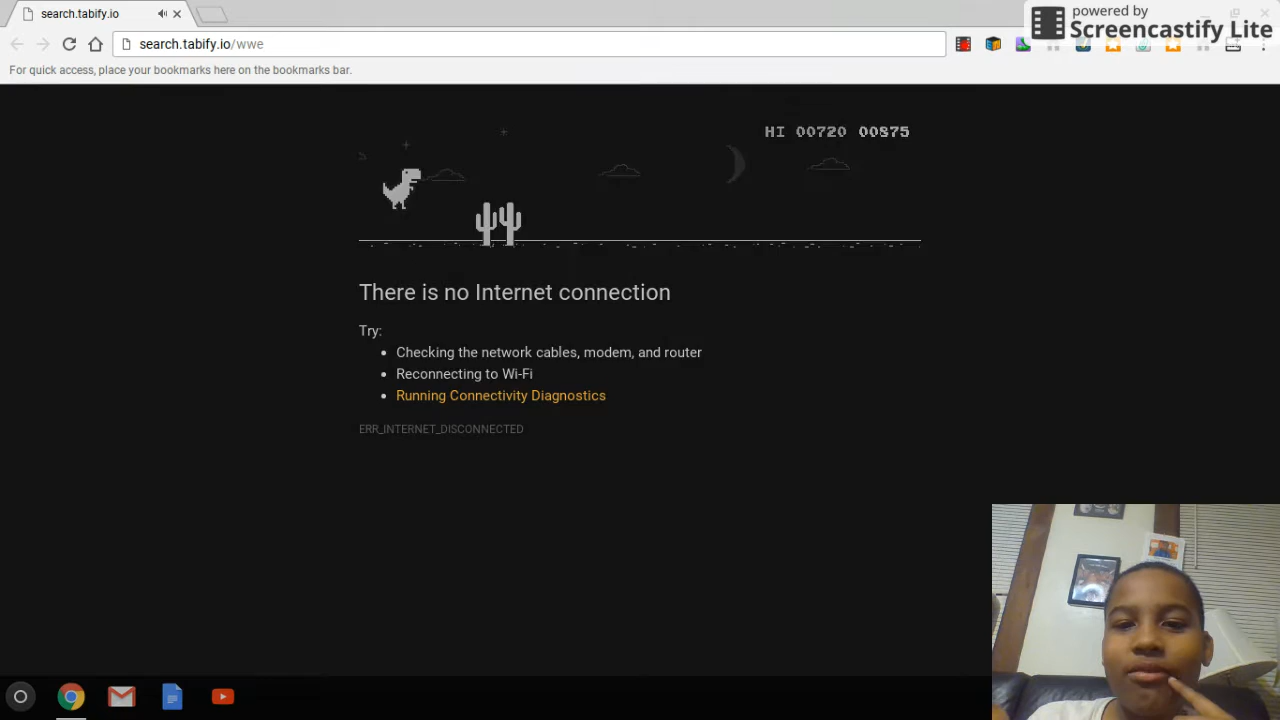 search.tabify.io
powered by
Screencastify Lite
search.tabify.io/wwe
For quick access, place your bookmarks here on the bookmarks bar.
HI 00720 00875
There is no Internet connection
Try:
Checking the network cables, modem, and router
Reconnecting to Wi-Fi
Running Connectivity Diagnostics
ERR_INTERNET_DISCONNECTED